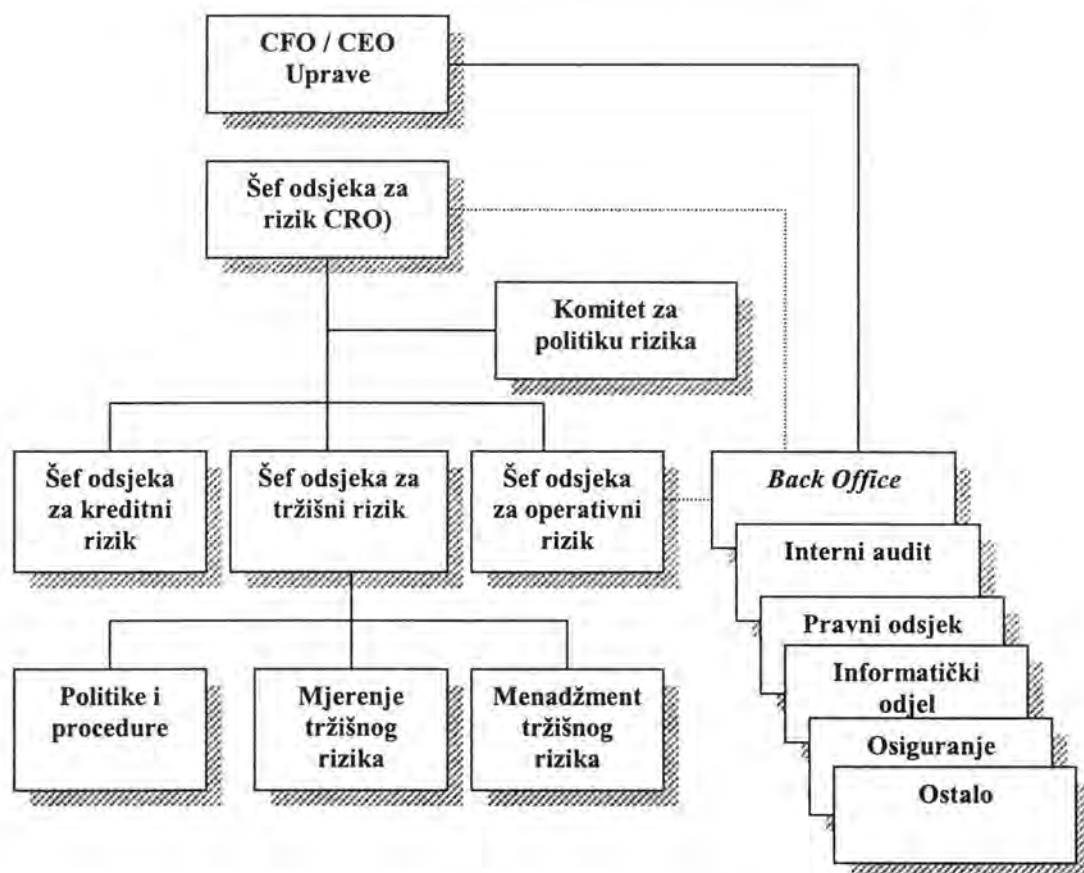 CFO / CEO
Uprave
Šef odsjeka za
rizik CRO)
Komitet za
politiku rizika
Šef odsjeka
za kreditni
rizik
Šef odsjeka za
tržišni rizik
Šef odsjeka
za operativni
rizik
Back Office
Interni audit
Pravni odsjek
Informatički
odjel
Osiguranje
Ostalo
Politike i
procedure
Mjerenje
tržišnog
rizika
Menadžment
tržišnog
rizika